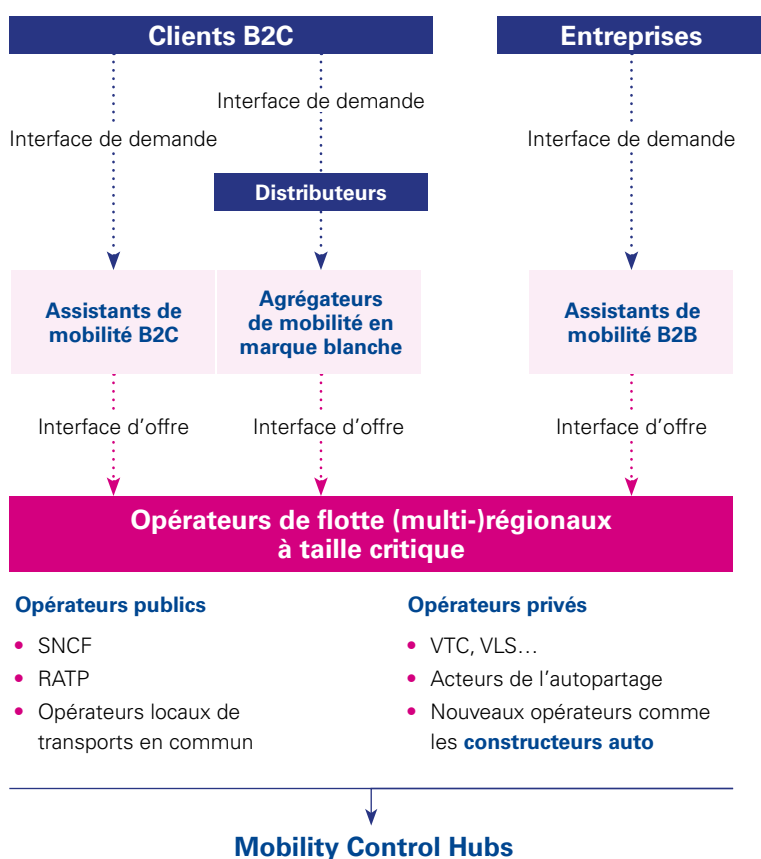 Clients B2C
Entreprises
Interface de demande
Interface de demande
Interface de demande
Distributeurs
Assistants de
mobilité B2C
Agrégateurs
de mobilité en
marque blanche
Assistants de
mobilité B2B
Interface d’offre
Interface d’offre
Interface d’offre
Opérateurs de flotte (multi-)régionaux
à taille critique
Opérateurs publics
• SNCF
• RATP
• Opérateurs locaux de
transports en commun
Opérateurs privés
• VTC, VLS…
• Acteurs de l’autopartage
• Nouveaux opérateurs comme
les constructeurs auto
Mobility Control Hubs